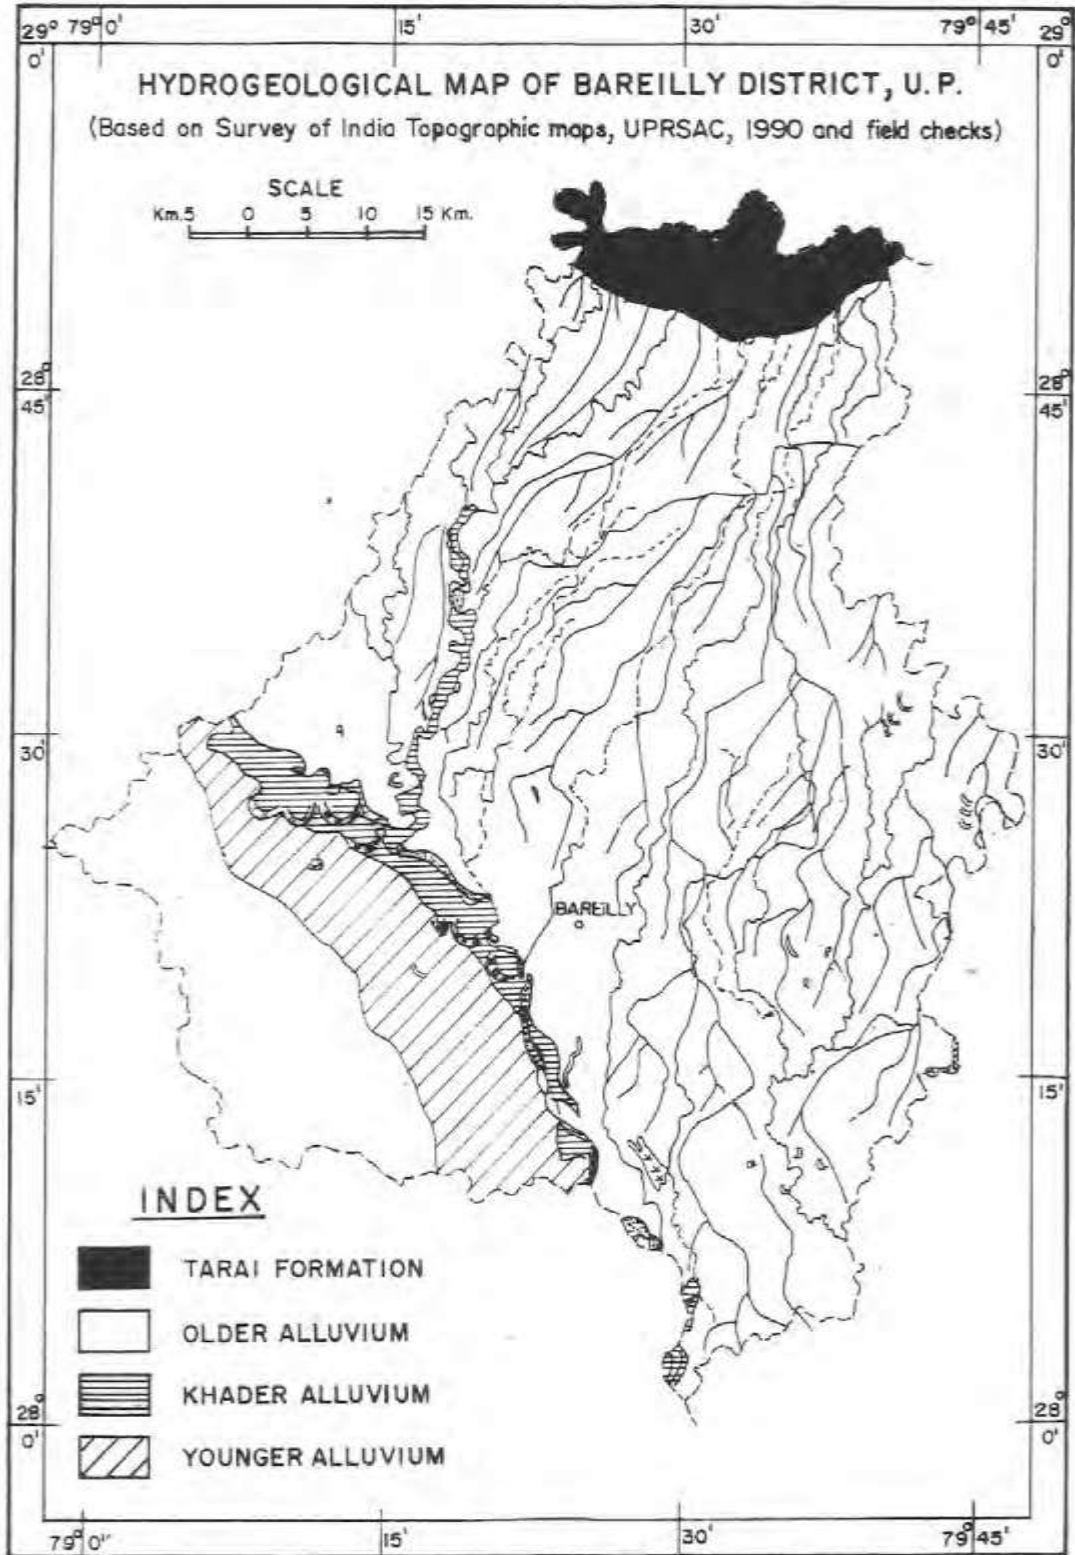 29° 79° 0' 15' 30' 79° 45' 29°
0' 0'
HYDROGEOLOGICAL MAP OF BAREILLY DISTRICT, U.P.
(Based on Survey of India Topographic maps, UPRSAC, 1990 and field checks)
SCALE
Km.5 0 5 10 15 Km.
28° 28°
45' 45'
30' 30'
BAREILLY
15' 15'
INDEX
TARAI FORMATION
OLDER ALLUVIUM
KHADER ALLUVIUM
YOUNGER ALLUVIUM
28° 28°
0' 0'
79° 0' 15' 30' 79° 45'